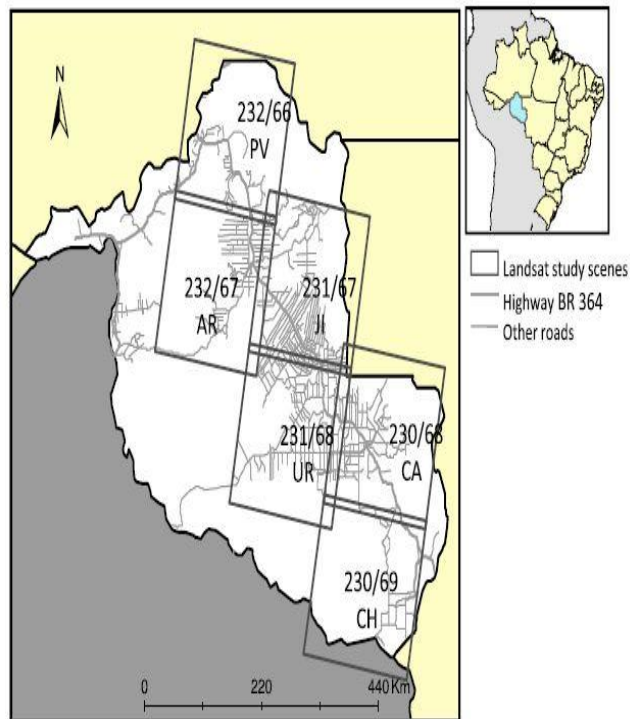 N
232/66
PV
232/67
AR
231/67
JI
231/68
UR
230/68
CA
230/69
CH
0 220 440 Km
Landsat study scenes
Highway BR 364
Other roads